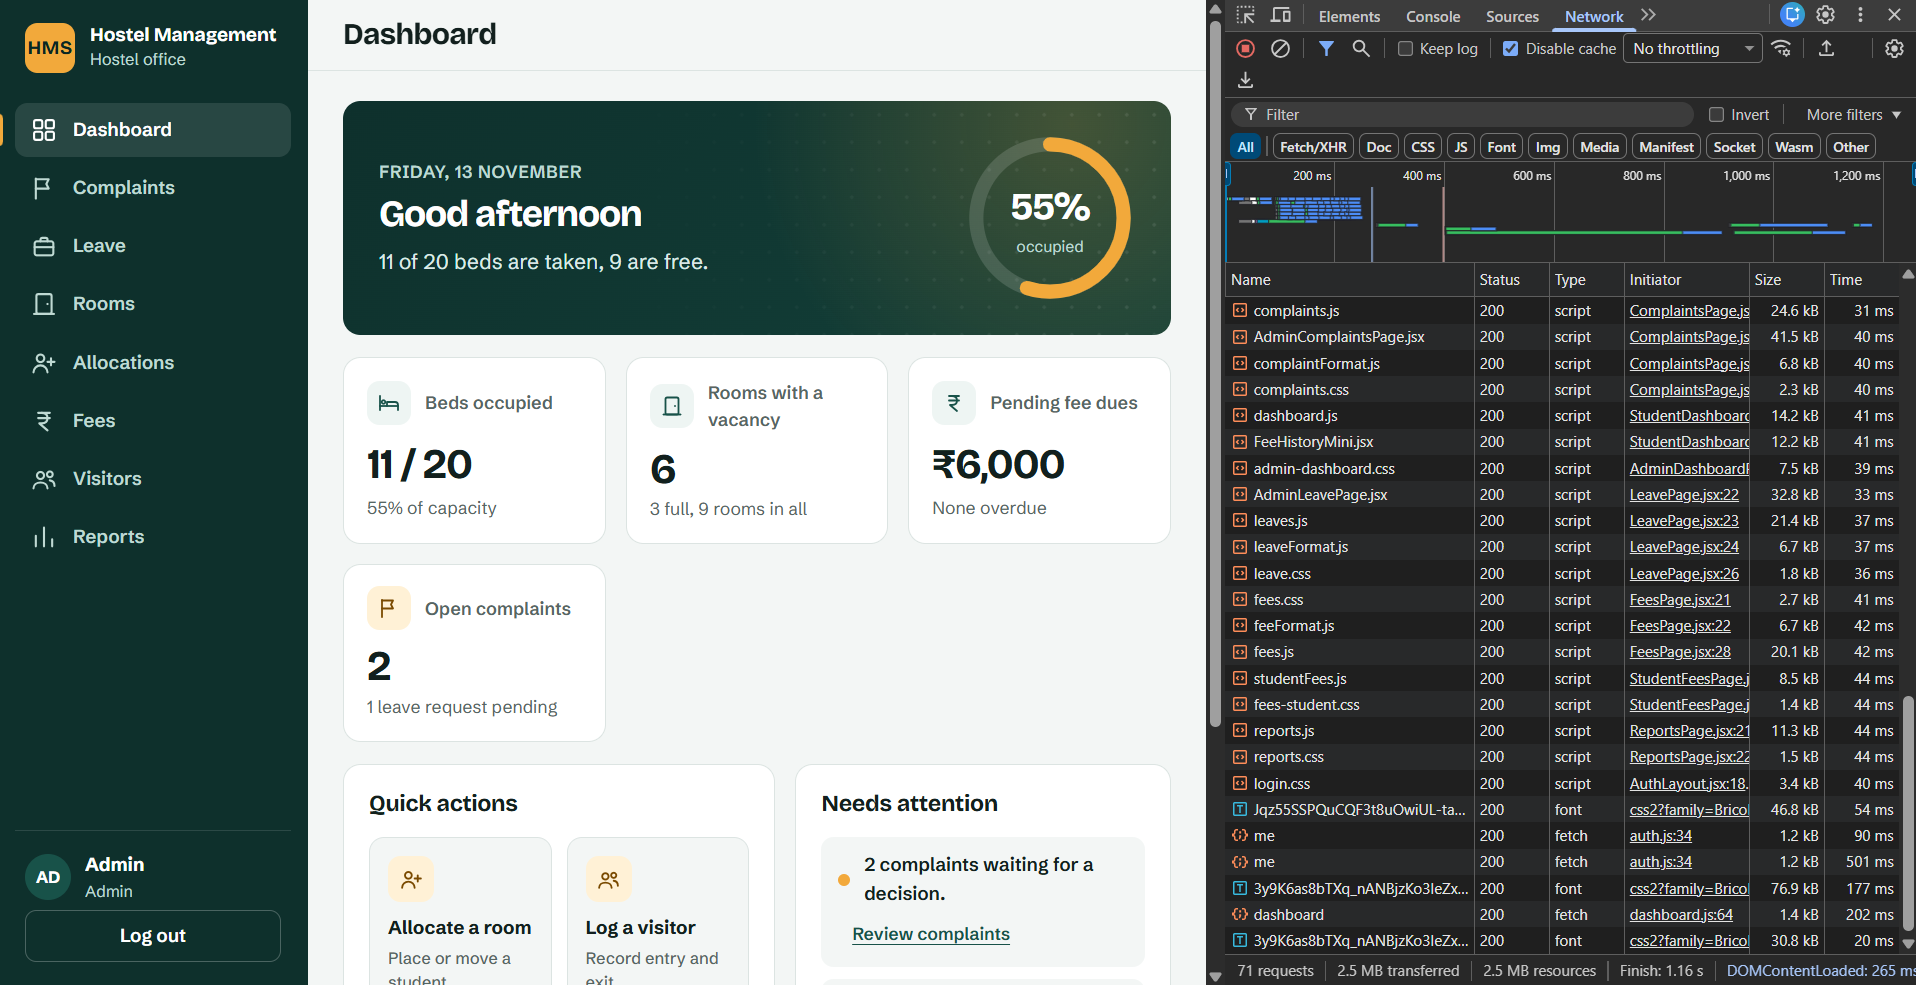 HMS
Hostel Management
Hostel office
Dashboard
Complaints
Leave
Rooms
Allocations
Fees
Visitors
Reports
AD
Admin
Admin
Log out
Dashboard
FRIDAY, 13 NOVEMBER
Good afternoon
11 of 20 beds are taken, 9 are free.
55%
occupied
Beds occupied
11 / 20
55% of capacity
Rooms with a
vacancy
6
3 full, 9 rooms in all
Pending fee dues
₹6,000
None overdue
Open complaints
2
1 leave request pending
Quick actions
Allocate a room
Place or move a
student
Log a visitor
Record entry and
exit
Needs attention
2 complaints waiting for a
decision.
Review complaints
Elements Console Sources Network
Keep log Disable cache No throttling
Filter Invert More filters
All Fetch/XHR Doc CSS JS Font Img Media Manifest Socket Wasm Other
200 ms 400 ms 600 ms 800 ms 1,000 ms 1,200 ms
Name Status Type Initiator Size Time
complaints.js 200 script ComplaintsPage.js 24.6 kB 31 ms
AdminComplaintsPage.jsx 200 script ComplaintsPage.js 41.5 kB 40 ms
complaintFormat.js 200 script ComplaintsPage.js 6.8 kB 40 ms
complaints.css 200 script ComplaintsPage.js 2.3 kB 40 ms
dashboard.js 200 script StudentDashboard 14.2 kB 41 ms
FeeHistoryMini.jsx 200 script StudentDashboard 12.2 kB 41 ms
admin-dashboard.css 200 script AdminDashboardP 7.5 kB 39 ms
AdminLeavePage.jsx 200 script LeavePage.jsx:22 32.8 kB 33 ms
leaves.js 200 script LeavePage.jsx:23 21.4 kB 37 ms
leaveFormat.js 200 script LeavePage.jsx:24 6.7 kB 37 ms
leave.css 200 script LeavePage.jsx:26 1.8 kB 36 ms
fees.css 200 script FeesPage.jsx:21 2.7 kB 41 ms
feeFormat.js 200 script FeesPage.jsx:22 6.7 kB 42 ms
fees.js 200 script FeesPage.jsx:28 20.1 kB 42 ms
studentFees.js 200 script StudentFeesPage.j 8.5 kB 44 ms
fees-student.css 200 script StudentFeesPage.j 1.4 kB 44 ms
reports.js 200 script ReportsPage.jsx:21 11.3 kB 44 ms
reports.css 200 script ReportsPage.jsx:22 1.5 kB 44 ms
login.css 200 script AuthLayout.jsx:18 3.4 kB 40 ms
Jqz55SSPQuCQF3t8uOwiUL-ta... 200 font css2?family=Brico 46.8 kB 54 ms
me 200 fetch auth.js:34 1.2 kB 90 ms
me 200 fetch auth.js:34 1.2 kB 501 ms
3y9K6as8bTXq_nANBjzKo3IeZx... 200 font css2?family=Brico 76.9 kB 177 ms
dashboard 200 fetch dashboard.js:64 1.4 kB 202 ms
3y9K6as8bTXq_nANBjzKo3IeZx... 200 font css2?family=Brico 30.8 kB 20 ms
71 requests 2.5 MB transferred 2.5 MB resources Finish: 1.16 s DOMContentLoaded: 265 ms